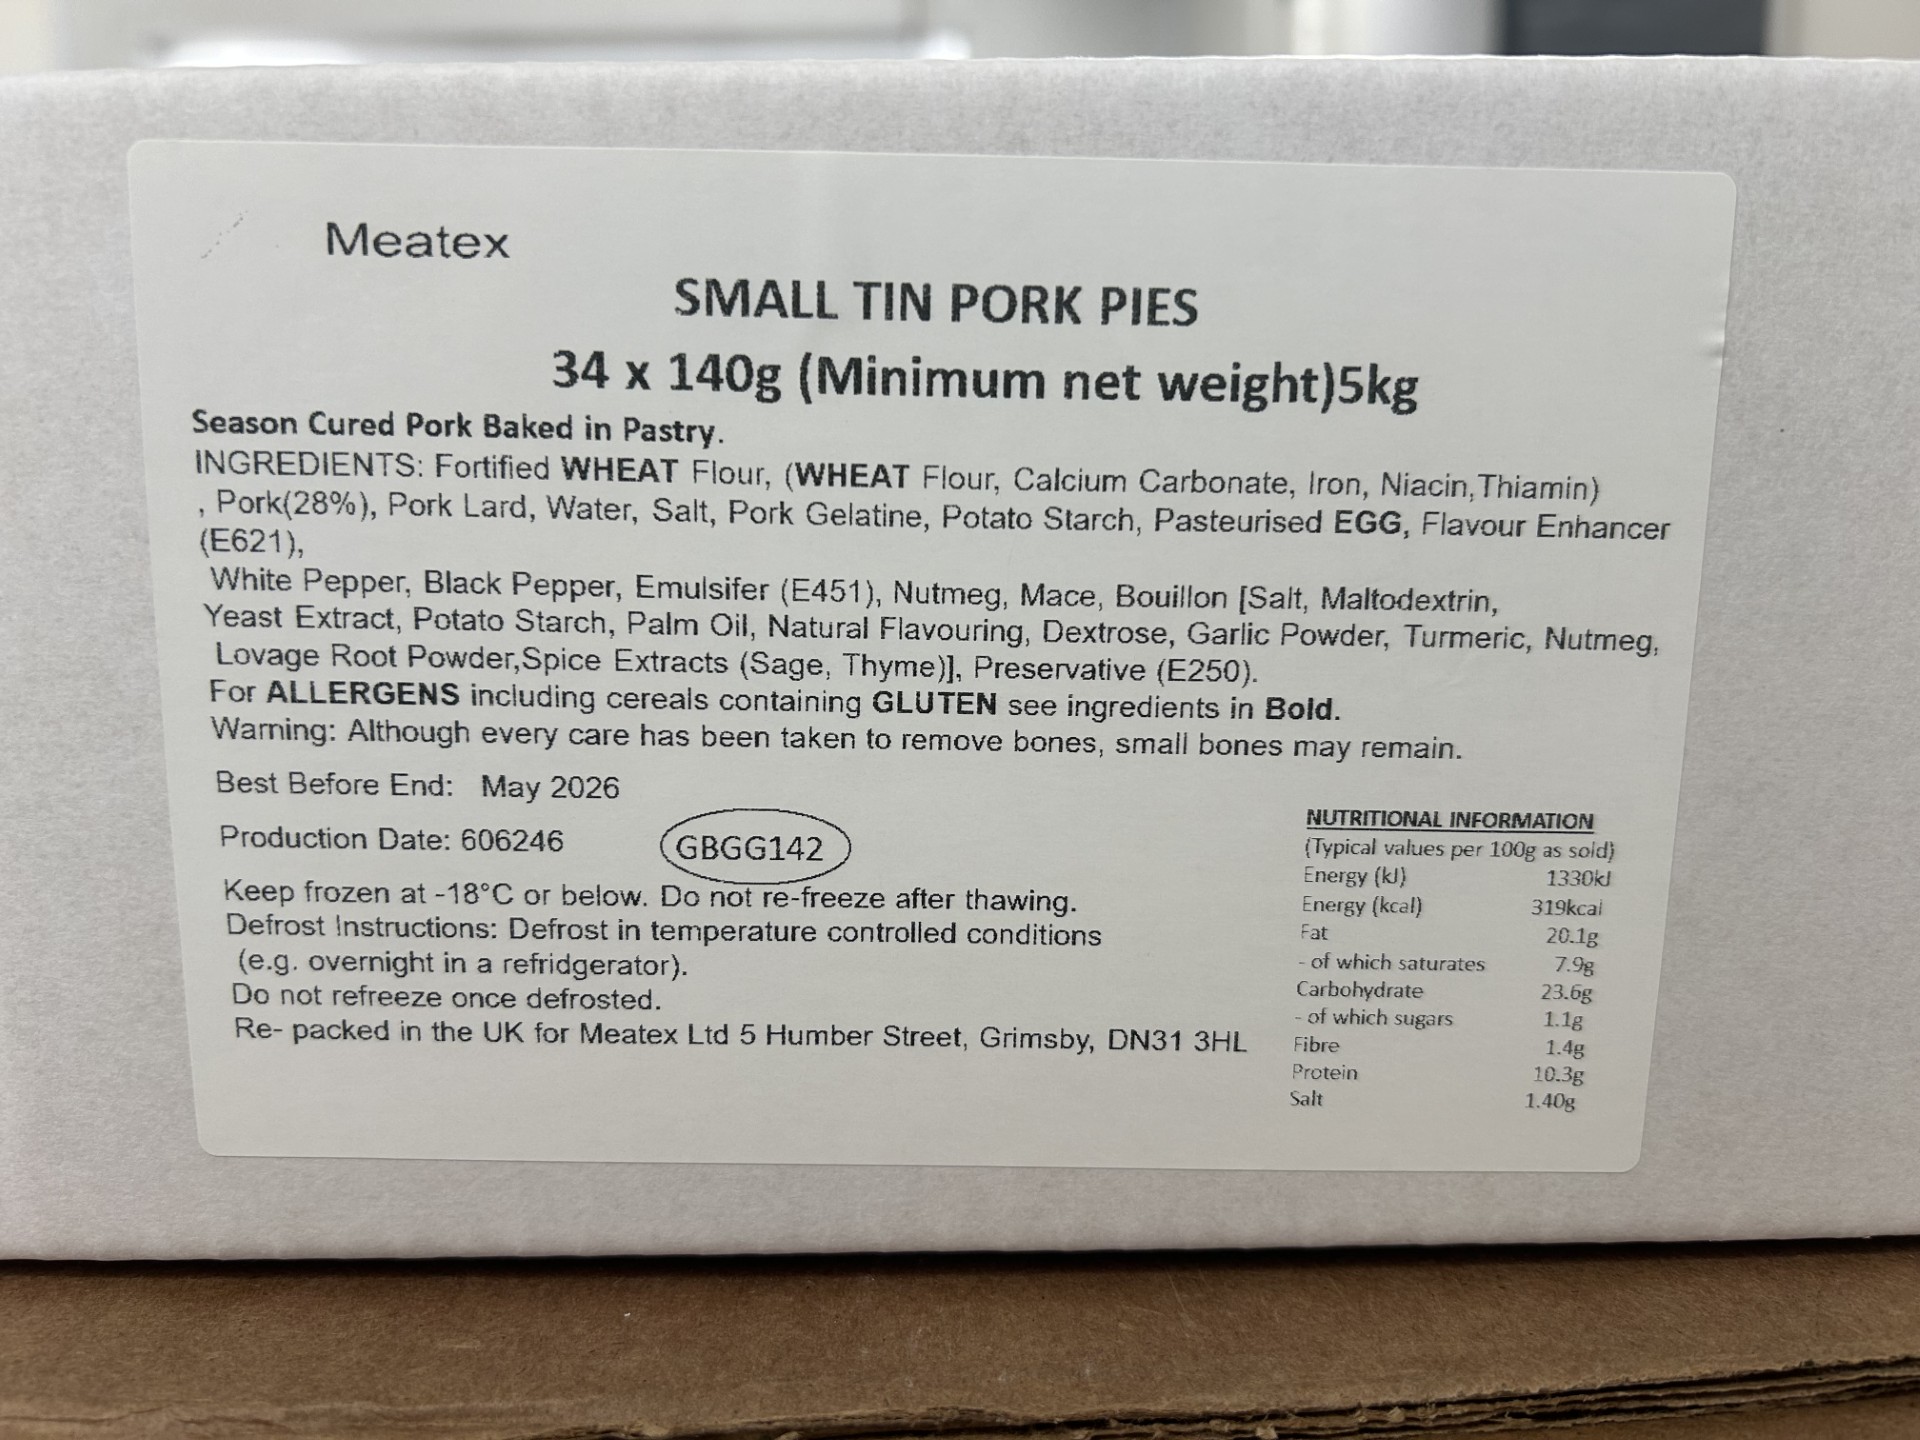 Meatex
SMALL TIN PORK PIES
34 x 140g (Minimum net weight)5kg
Season Cured Pork Baked in Pastry.
INGREDIENTS: Fortified WHEAT Flour, (WHEAT Flour, Calcium Carbonate, Iron, Niacin,Thiamin)
, Pork(28%), Pork Lard, Water, Salt, Pork Gelatine, Potato Starch, Pasteurised EGG, Flavour Enhancer
(E621),
White Pepper, Black Pepper, Emulsifer (E451), Nutmeg, Mace, Bouillon [Salt, Maltodextrin,
Yeast Extract, Potato Starch, Palm Oil, Natural Flavouring, Dextrose, Garlic Powder, Turmeric, Nutmeg,
Lovage Root Powder,Spice Extracts (Sage, Thyme)], Preservative (E250).
For ALLERGENS including cereals containing GLUTEN see ingredients in Bold.
Warning: Although every care has been taken to remove bones, small bones may remain.
Best Before End: May 2026
Production Date: 606246
GBGG142
Keep frozen at -18°C or below. Do not re-freeze after thawing.
Defrost Instructions: Defrost in temperature controlled conditions
(e.g. overnight in a refridgerator).
Do not refreeze once defrosted.
Re- packed in the UK for Meatex Ltd 5 Humber Street, Grimsby, DN31 3HL
NUTRITIONAL INFORMATION
(Typical values per 100g as sold)
Energy (kJ) 1330kJ
Energy (kcal) 319kcal
Fat 20.1g
- of which saturates 7.9g
Carbohydrate 23.6g
- of which sugars 1.1g
Fibre 1.4g
Protein 10.3g
Salt 1.40g